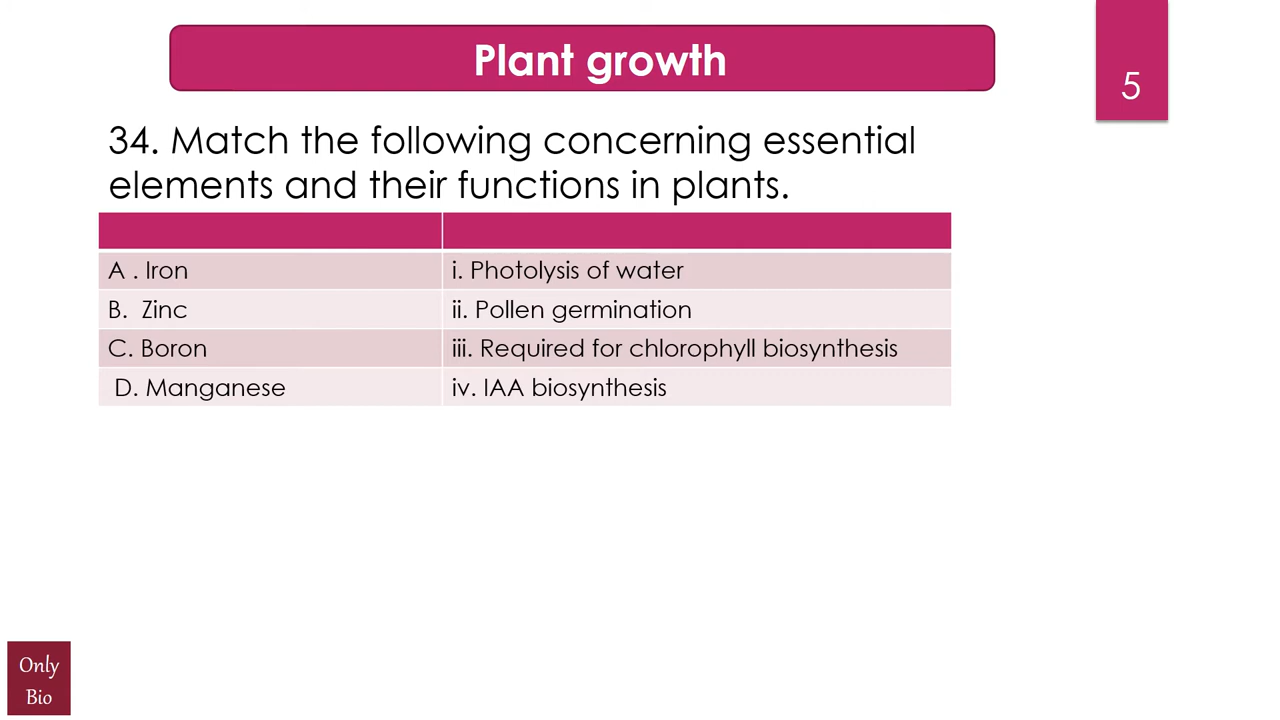 Plant growth
5
34. Match the following concerning essential
elements and their functions in plants.
A . Iron
i. Photolysis of water
B. Zinc
ii. Pollen germination
C. Boron
iii. Required for chlorophyll biosynthesis
D. Manganese
iv. IAA biosynthesis
Only
Bio